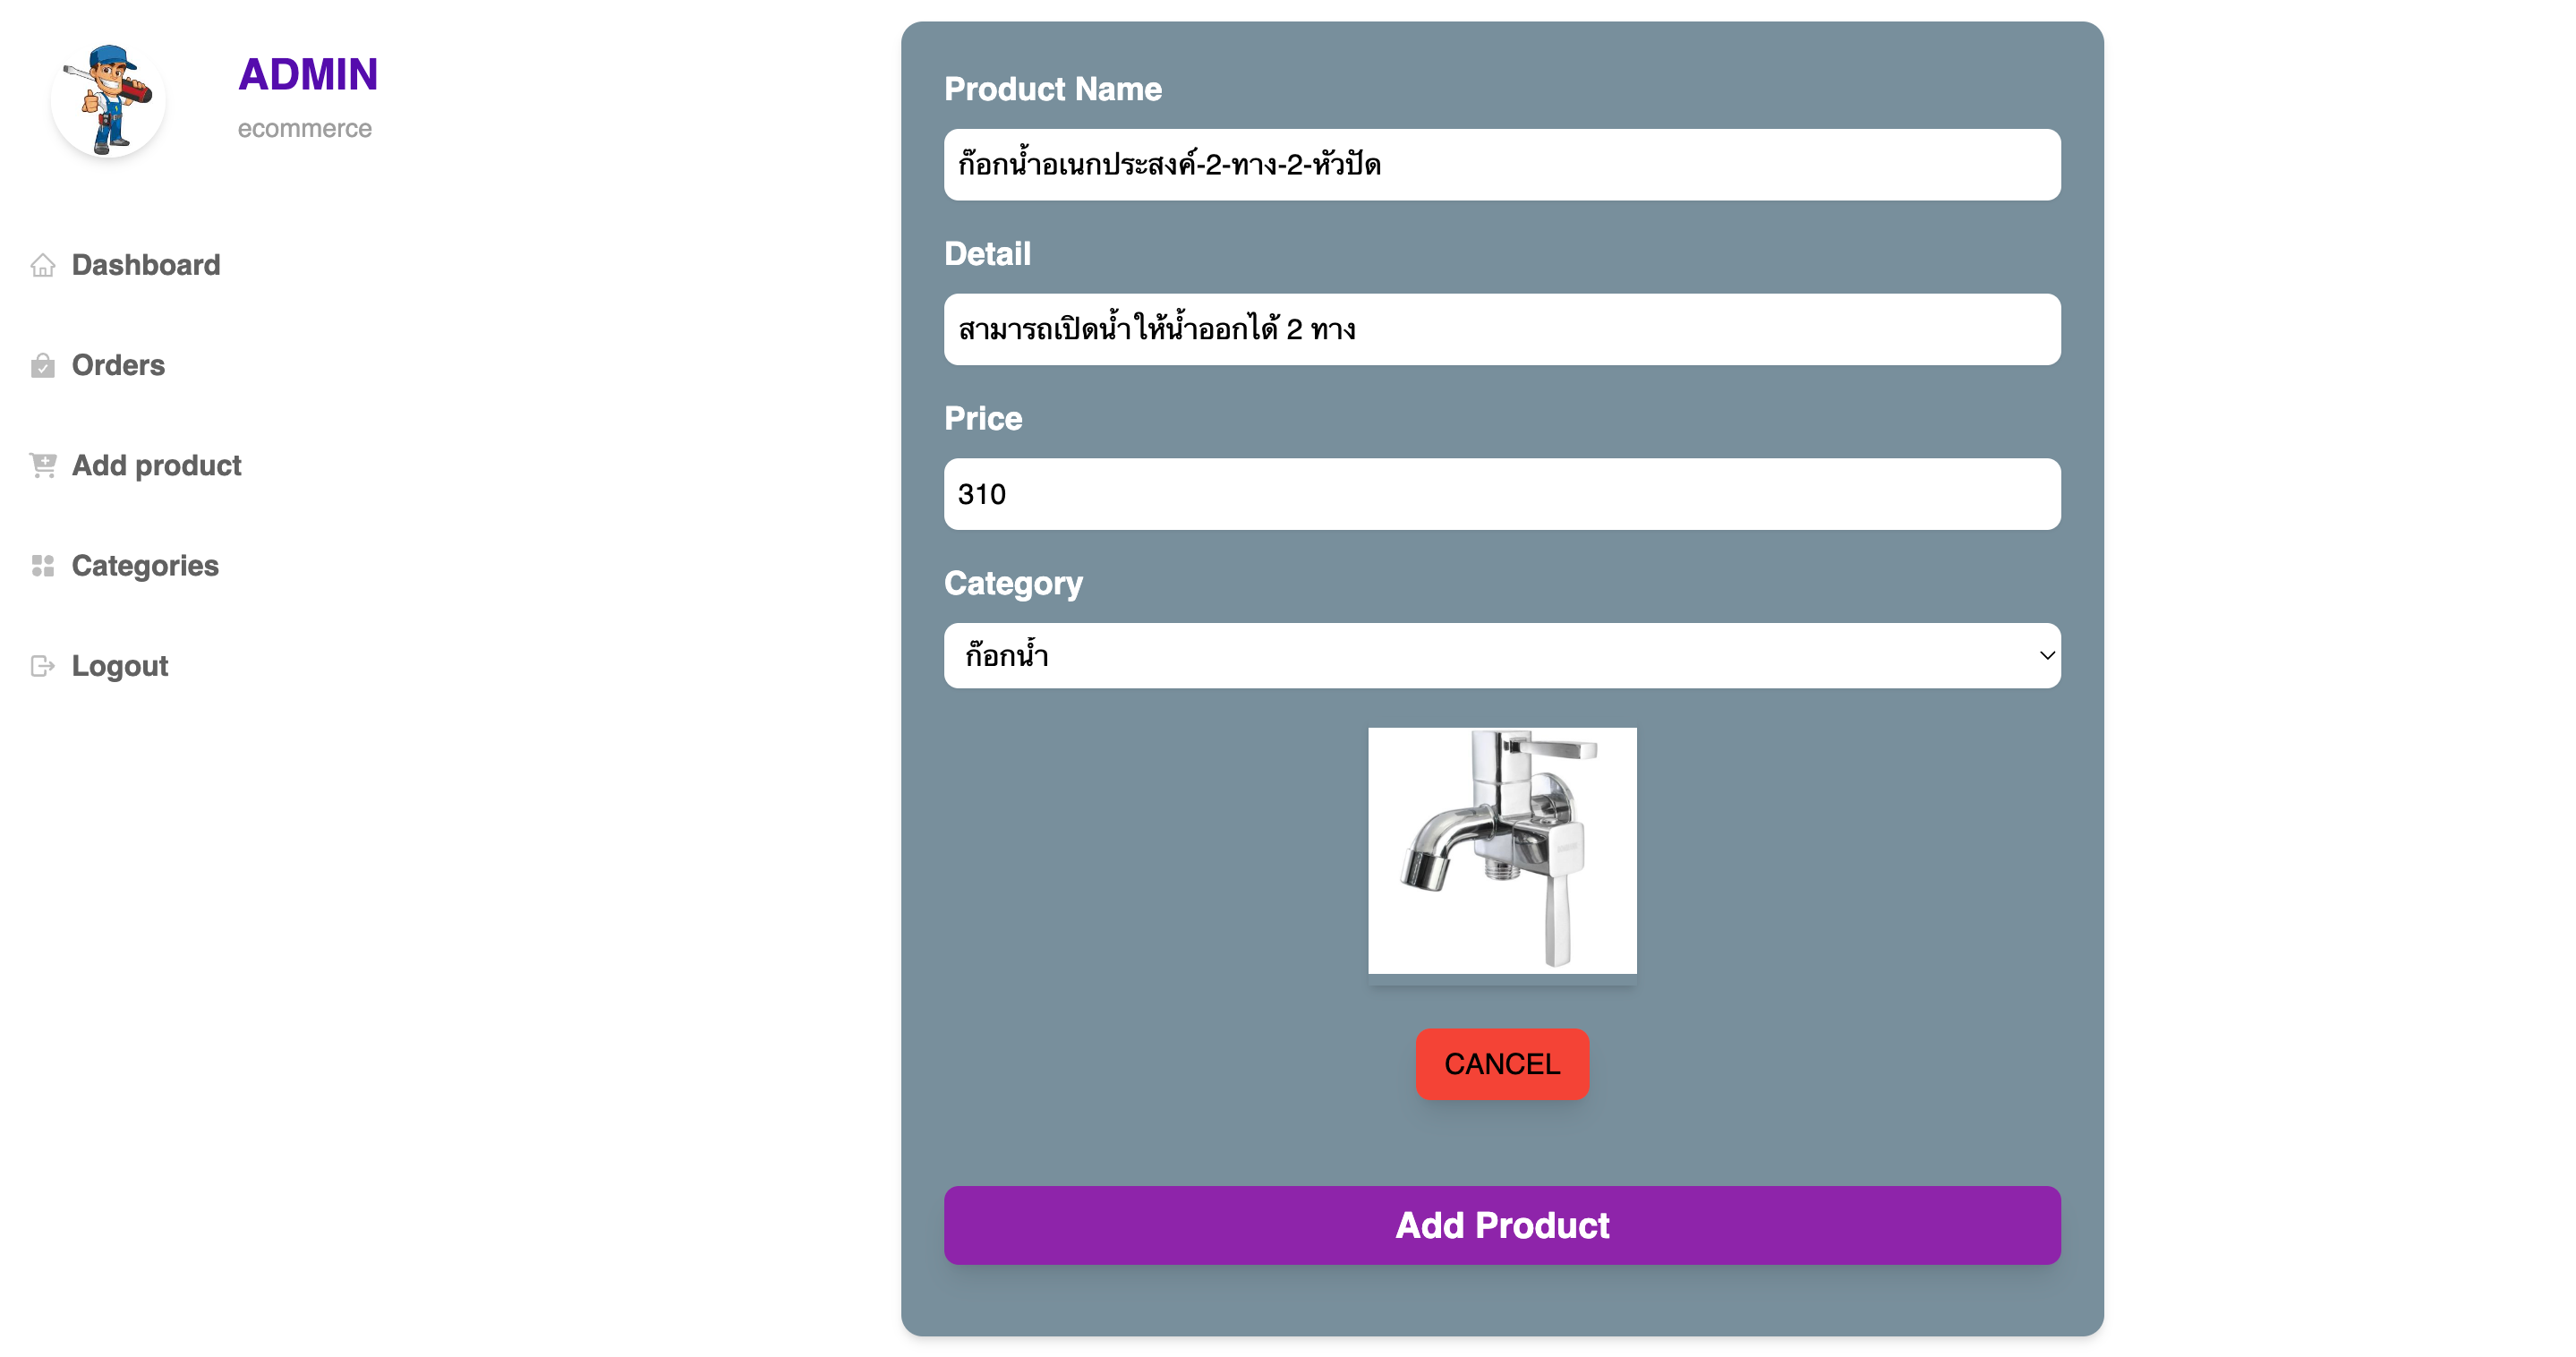 ADMIN
ecommerce
Dashboard
Orders
Add product
Categories
Logout
Product Name
ก๊อกน้ำอเนกประสงค์-2-ทาง-2-หัวปัด
Detail
สามารถเปิดน้ำ ให้น้ำออกได้ 2 ทาง
Price
310
Category
ก๊อกน้ำ
CANCEL
Add Product